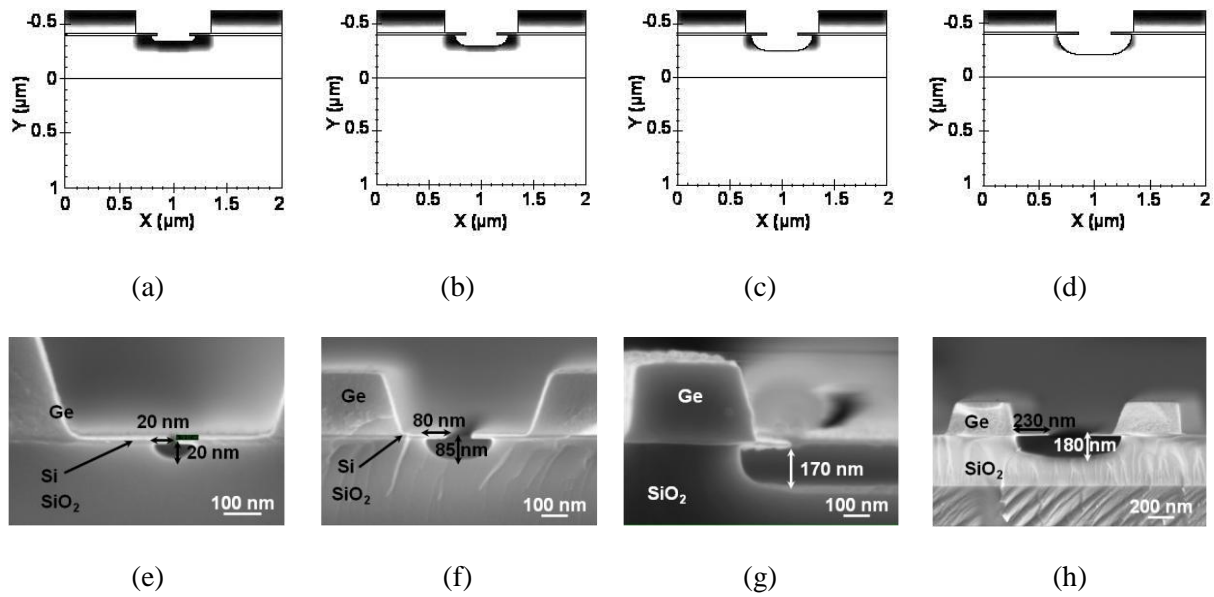 -0.5
0
0.5
1
Y (µm)
0 0.5 1 1.5 2
X (µm)
(a)
-0.5
0
0.5
1
Y (µm)
0 0.5 1 1.5 2
X (µm)
(b)
-0.5
0
0.5
1
Y (µm)
0 0.5 1 1.5 2
X (µm)
(c)
-0.5
0
0.5
1
Y (µm)
0 0.5 1 1.5 2
X (µm)
(d)
Ge
20 nm
20 nm
Si
SiO₂
100 nm
(e)
Ge
80 nm
85 nm
Si
SiO₂
100 nm
(f)
Ge
170 nm
SiO₂
100 nm
(g)
Ge
230 nm
180 nm
SiO₂
200 nm
(h)